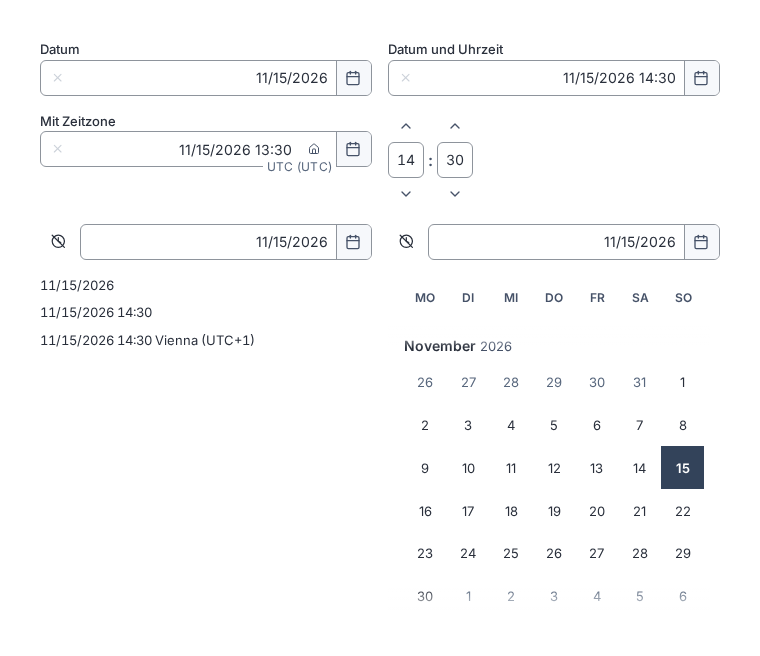 Datum
11/15/2026
Datum und Uhrzeit
11/15/2026 14:30
Mit Zeitzone
11/15/2026 13:30
UTC (UTC)
14 : 30
11/15/2026
11/15/2026
11/15/2026
11/15/2026 14:30
11/15/2026 14:30 Vienna (UTC+1)
MO DI MI DO FR SA SO
November 2026
26 27 28 29 30 31 1
2 3 4 5 6 7 8
9 10 11 12 13 14 15
16 17 18 19 20 21 22
23 24 25 26 27 28 29
30 1 2 3 4 5 6